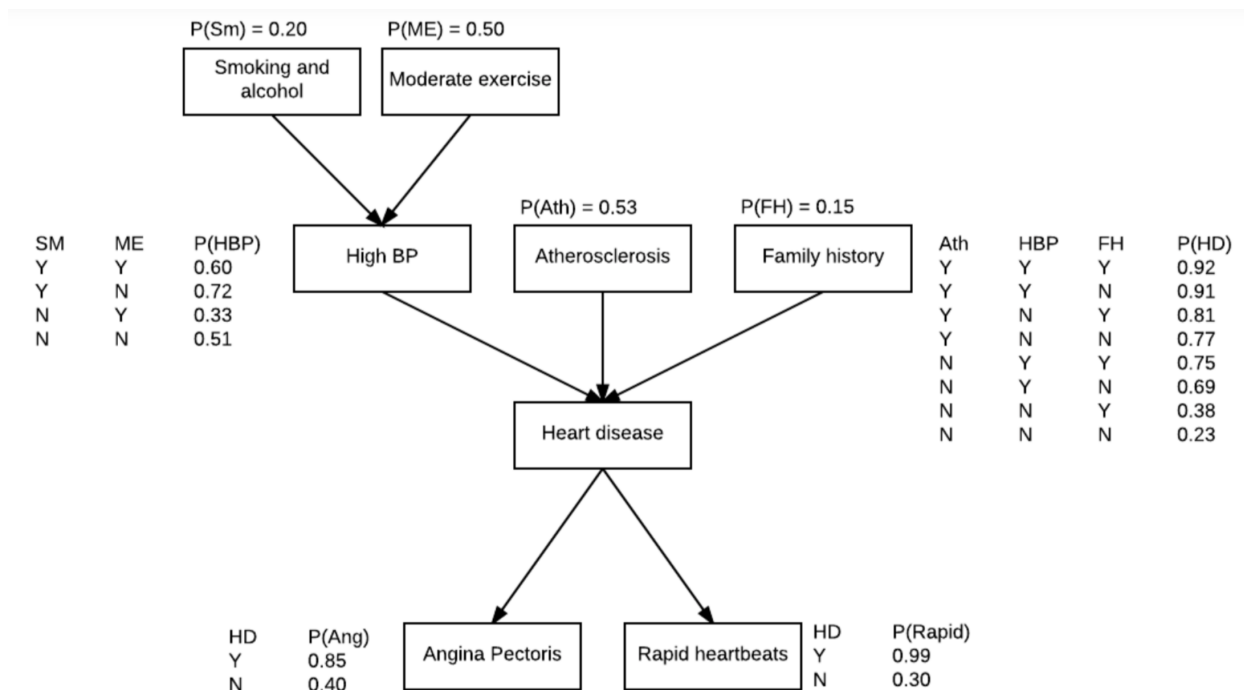 P(Sm) = 0.20
P(ME) = 0.50
Smoking and
alcohol
Moderate exercise
P(Ath) = 0.53
P(FH) = 0.15
SM ME P(HBP)
Y Y 0.60
Y N 0.72
N Y 0.33
N N 0.51
High BP
Atherosclerosis
Family history
Ath HBP FH P(HD)
Y Y Y 0.92
Y Y N 0.91
Y N Y 0.81
Y N N 0.77
N Y Y 0.75
N Y N 0.69
N N Y 0.38
N N N 0.23
Heart disease
HD P(Ang)
Y 0.85
N 0.40
Angina Pectoris
Rapid heartbeats
HD P(Rapid)
Y 0.99
N 0.30